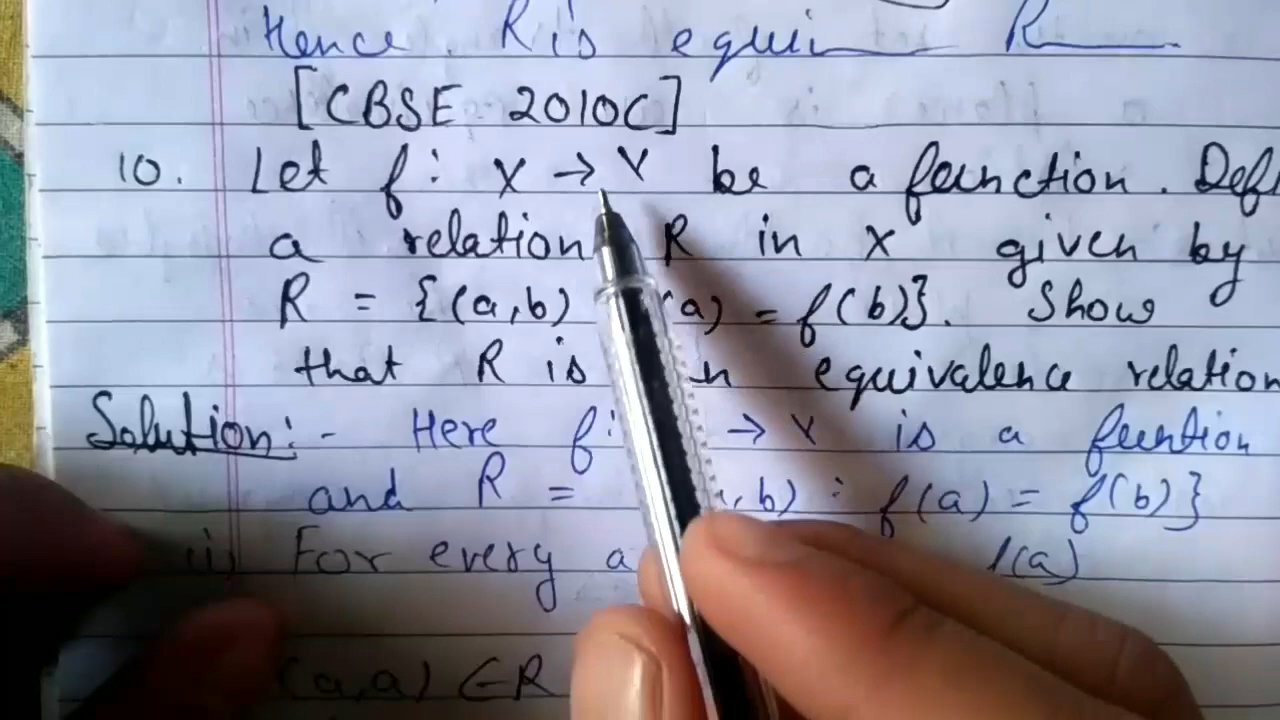 Hence. R is equi R
[CBSE 2010C]
10. Let f: X → Y be a function. Def
a relation R in X given by
R = {(a,b) (a) = f(b)}. Show
that R is n equivalence relation
Solution:- Here f: → Y is a function
and R = , b) : f(a) = f(b)}
(i) For every a f(a)
(a,a) ∈ R